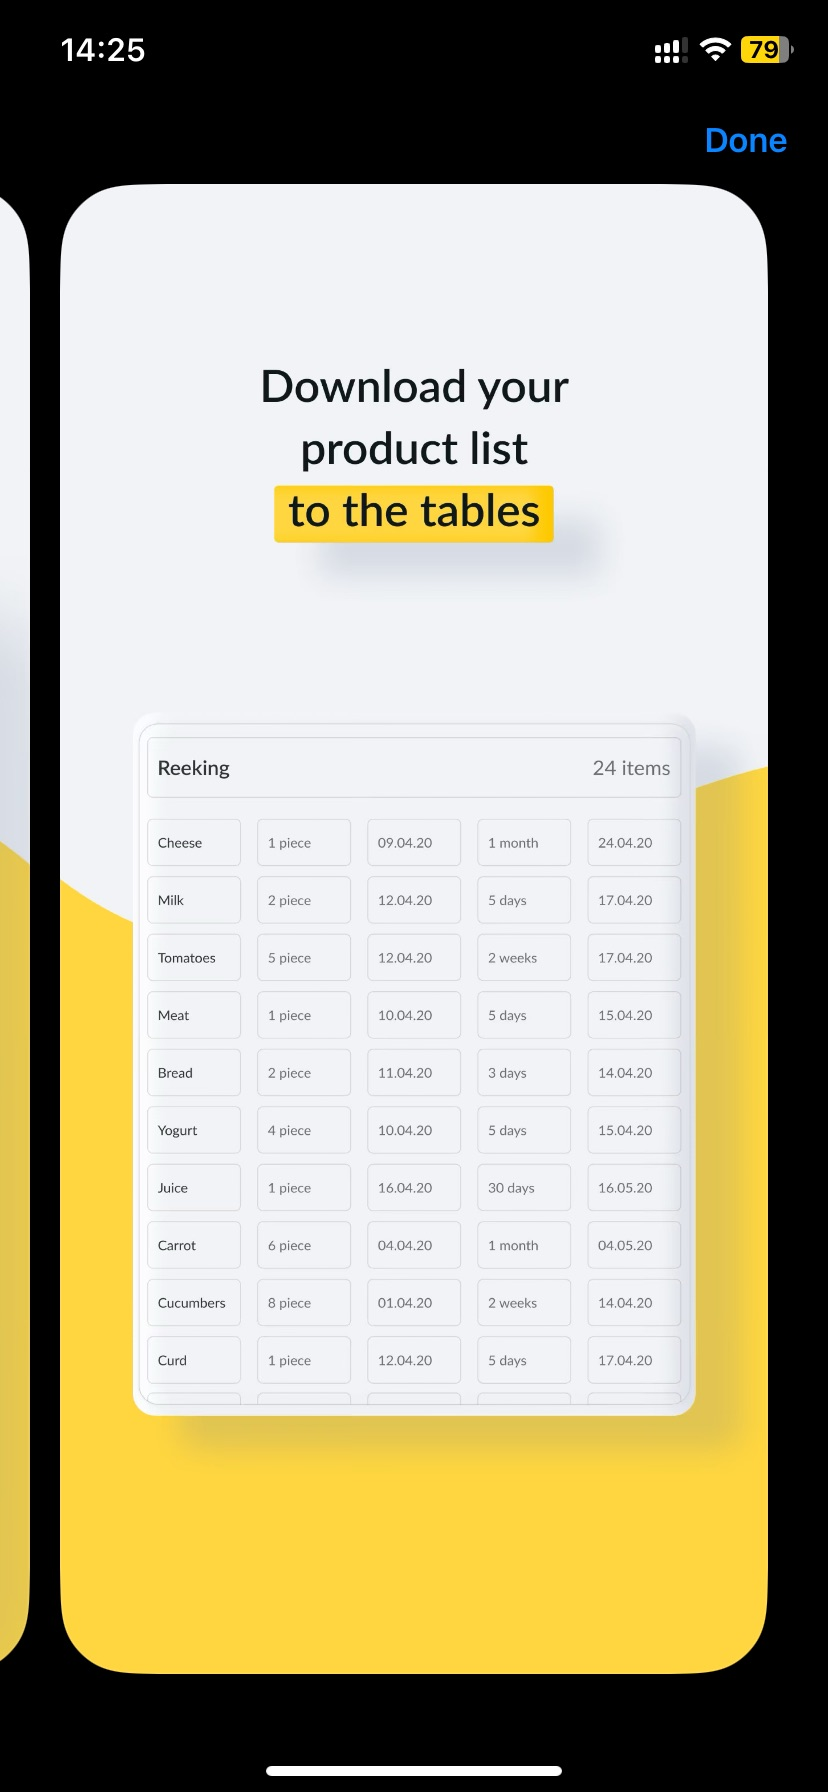 14:25
79
Done
Download your
product list
to the tables
Reeking 24 items
Cheese 1 piece 09.04.20 1 month 24.04.20
Milk 2 piece 12.04.20 5 days 17.04.20
Tomatoes 5 piece 12.04.20 2 weeks 17.04.20
Meat 1 piece 10.04.20 5 days 15.04.20
Bread 2 piece 11.04.20 3 days 14.04.20
Yogurt 4 piece 10.04.20 5 days 15.04.20
Juice 1 piece 16.04.20 30 days 16.05.20
Carrot 6 piece 04.04.20 1 month 04.05.20
Cucumbers 8 piece 01.04.20 2 weeks 14.04.20
Curd 1 piece 12.04.20 5 days 17.04.20